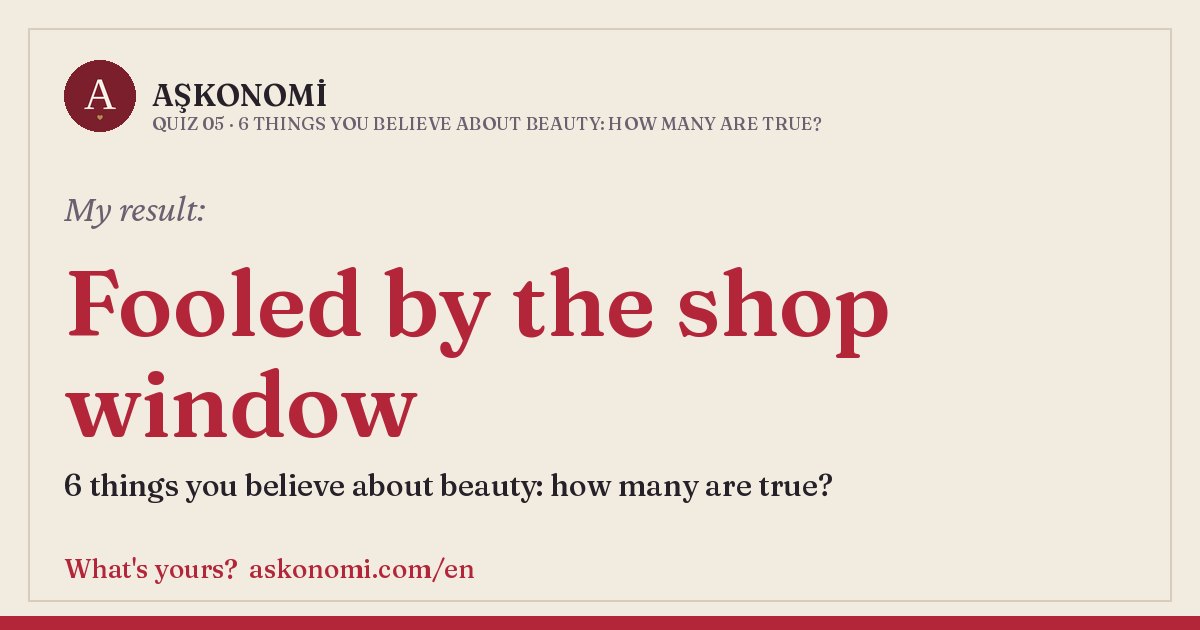 A
AŞKONOMİ
QUIZ 05 · 6 THINGS YOU BELIEVE ABOUT BEAUTY: HOW MANY ARE TRUE?
My result:
Fooled by the shop
window
6 things you believe about beauty: how many are true?
What's yours? askonomi.com/en